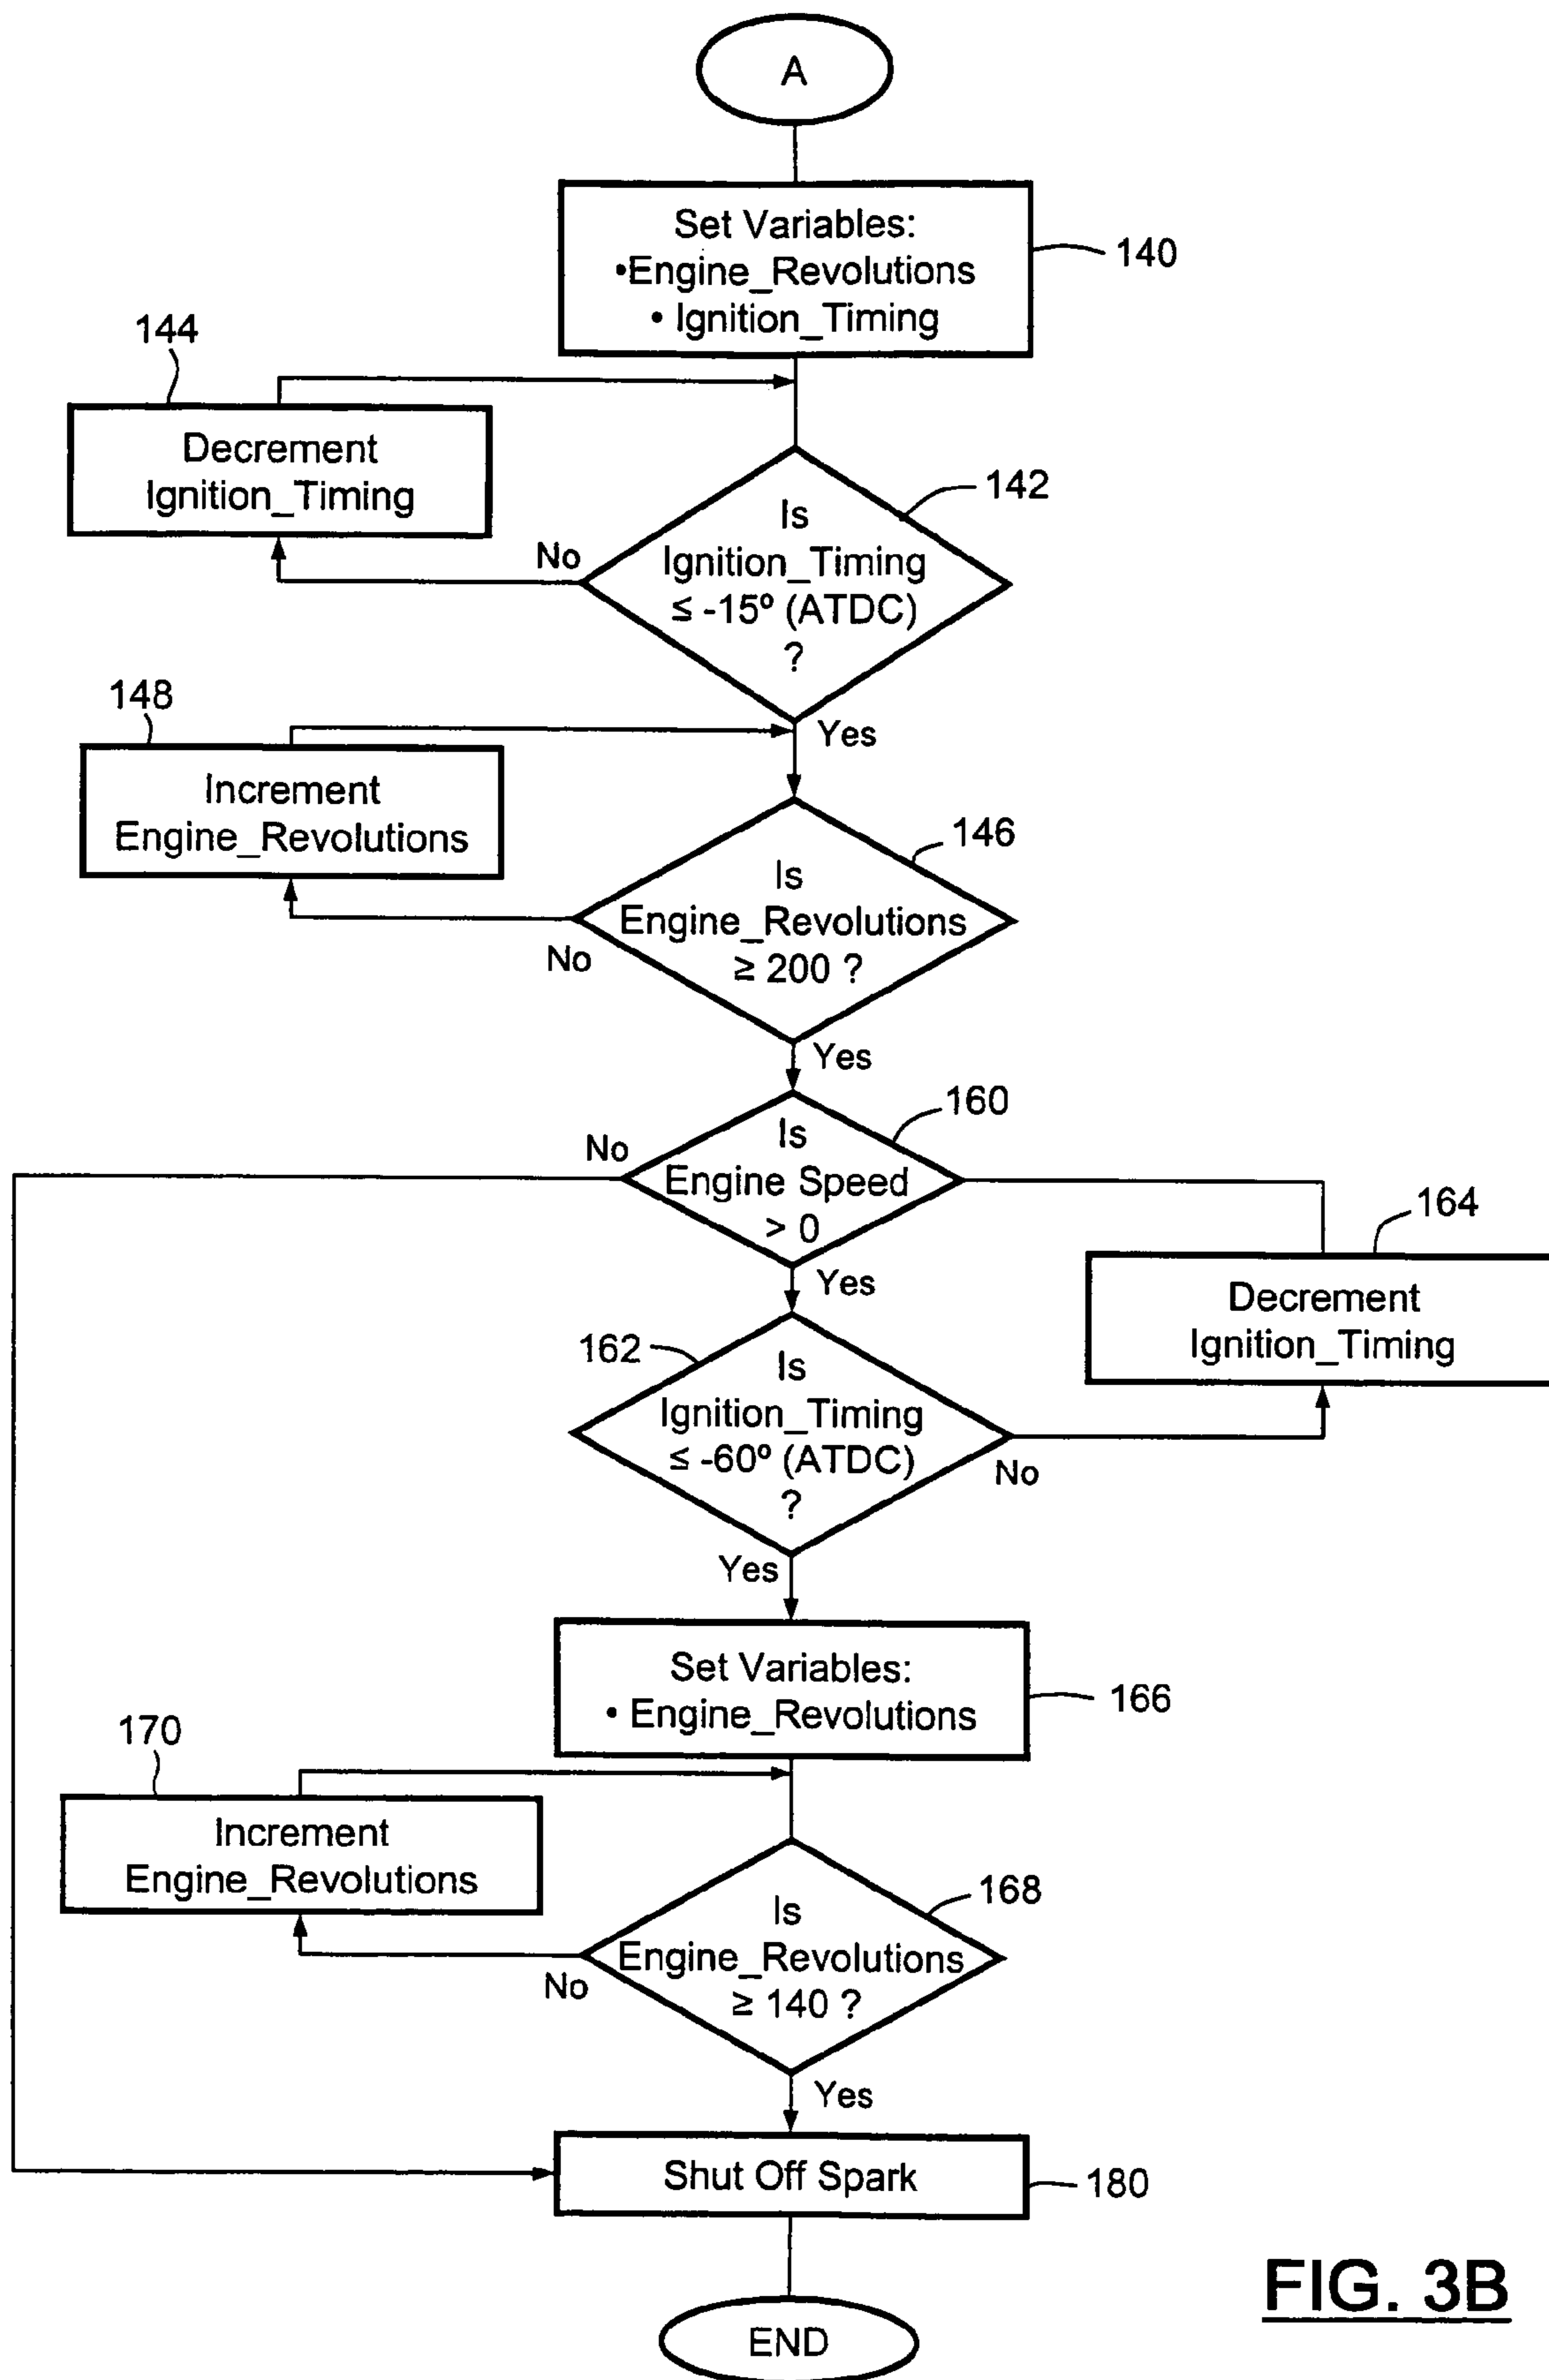 A
Set Variables:
•Engine_Revolutions
• Ignition_Timing
140
144
Decrement
Ignition_Timing
142
Is
Ignition_Timing
≤ -15º (ATDC)
?
No
Yes
148
Increment
Engine_Revolutions
146
Is
Engine_Revolutions
≥ 200 ?
No
Yes
160
Is
Engine Speed
> 0
No
Yes
164
Decrement
Ignition_Timing
162
Is
Ignition_Timing
≤ -60º (ATDC)
?
No
Yes
Set Variables:
• Engine_Revolutions
166
170
Increment
Engine_Revolutions
168
Is
Engine_Revolutions
≥ 140 ?
No
Yes
Shut Off Spark
180
END
FIG. 3B